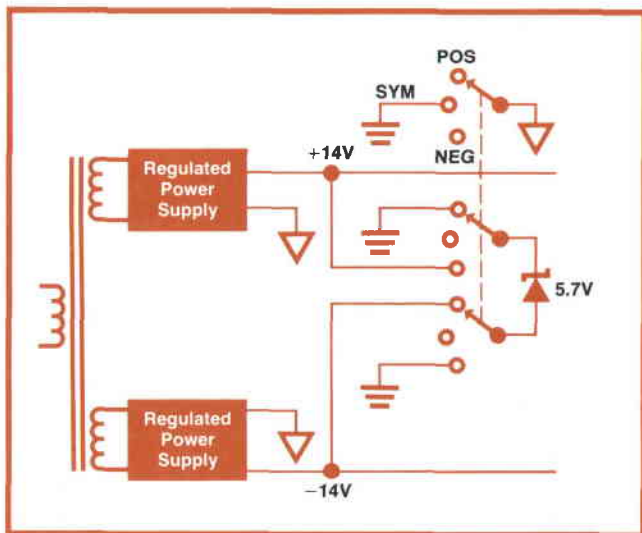 POS
SYM
NEG
+14V
Regulated
Power
Supply
5.7V
Regulated
Power
Supply
−14V